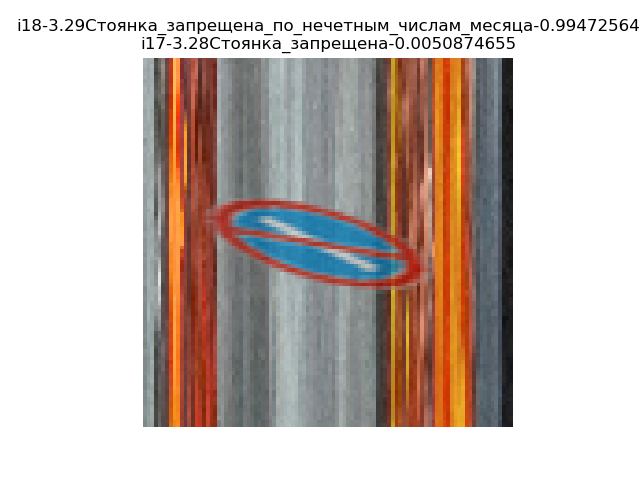 i18-3.29Стоянка_запрещена_по_нечетным_числам_месяца-0.99472564
i17-3.28Стоянка_запрещена-0.0050874655